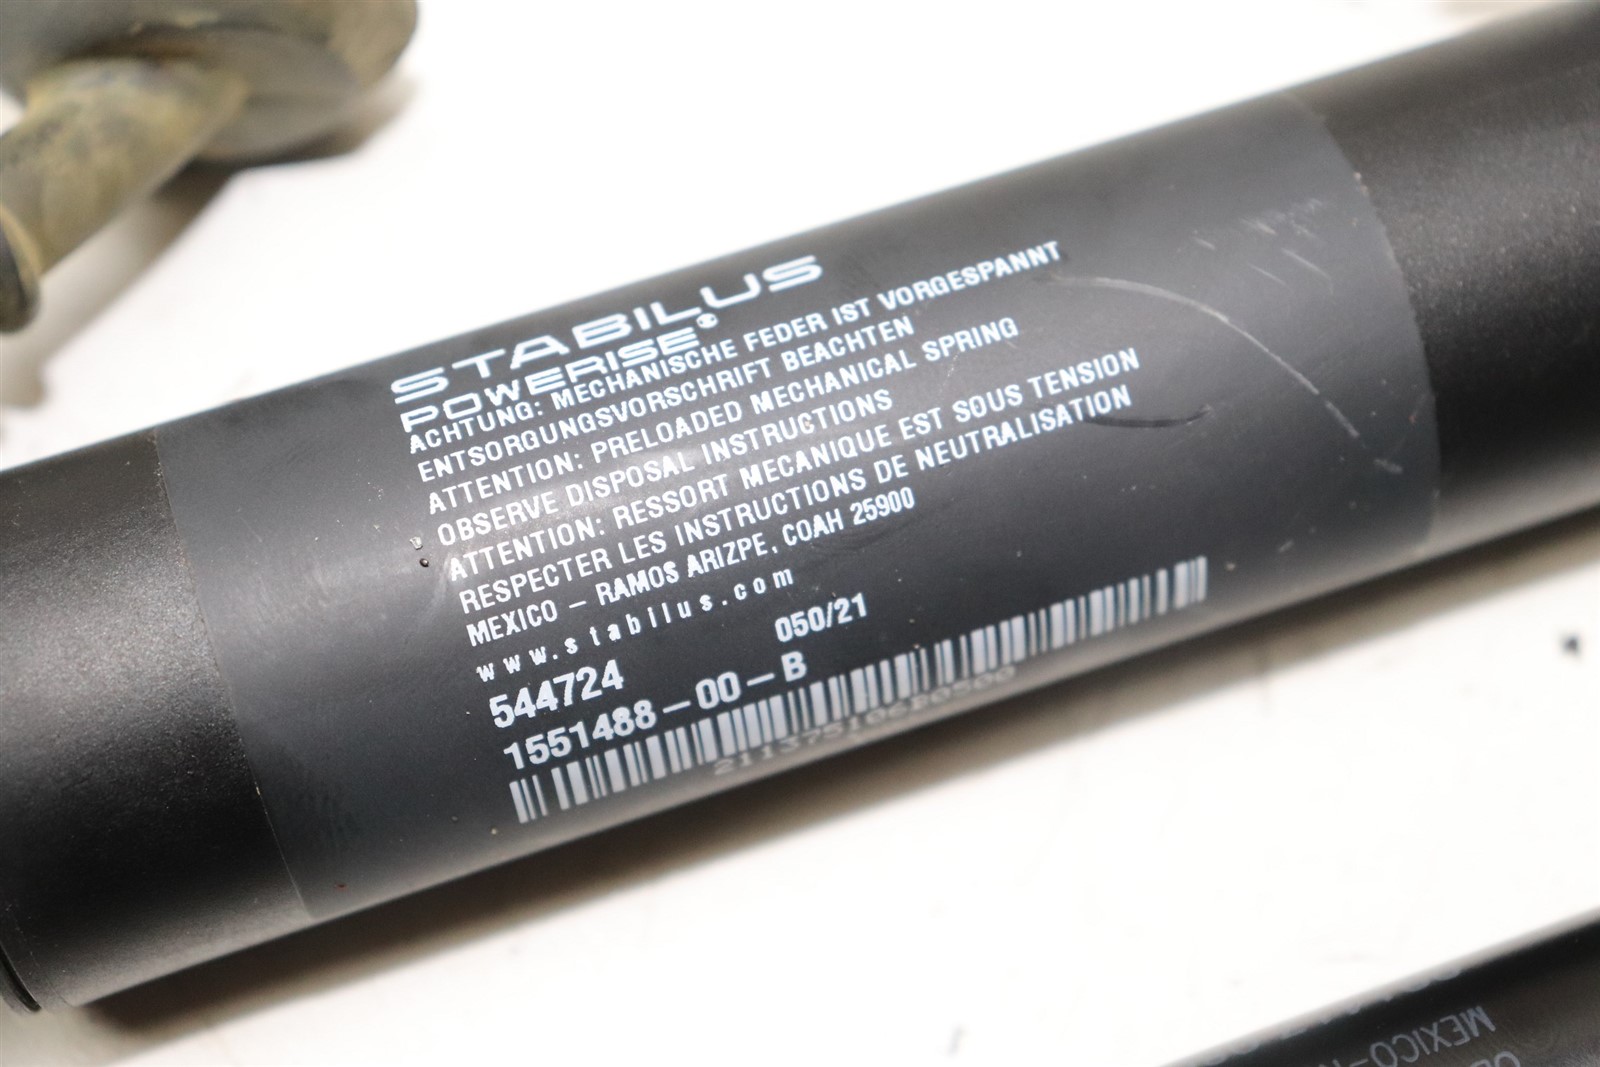 STABILUS
POWERISE®
ACHTUNG: MECHANISCHE FEDER IST VORGESPANNT
ENTSORGUNGSVORSCHRIFT BEACHTEN
ATTENTION: PRELOADED MECHANICAL SPRING
OBSERVE DISPOSAL INSTRUCTIONS
ATTENTION: RESSORT MECANIQUE EST SOUS TENSION
RESPECTER LES INSTRUCTIONS DE NEUTRALISATION
MEXICO – RAMOS ARIZPE, COAH 25900
www.stabilus.com
544724 050/21
1551488–00–B
MEXICO